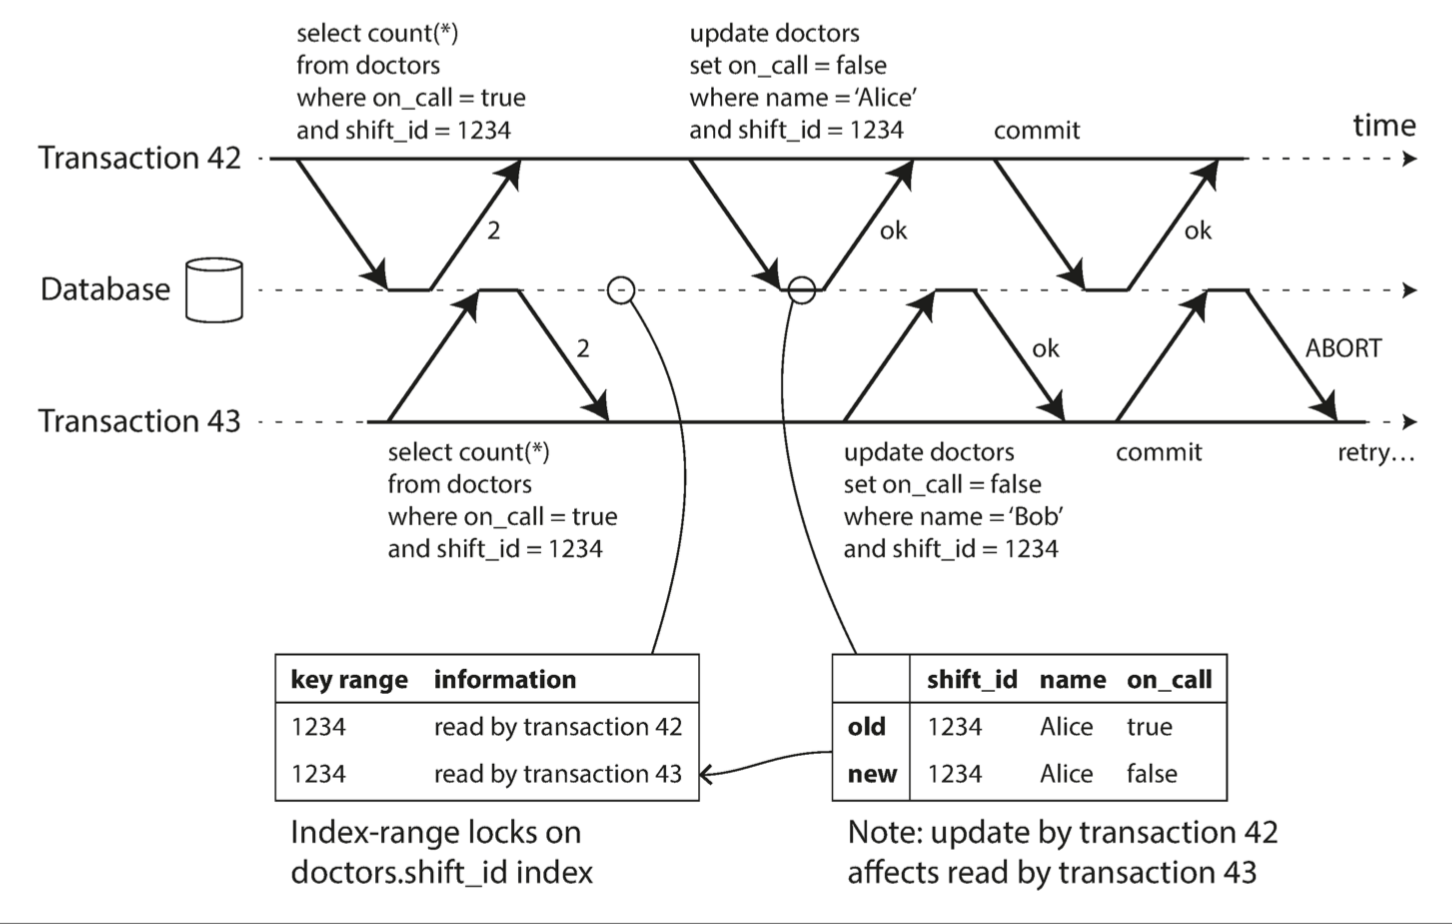 select count(*)
from doctors
where on_call = true
and shift_id = 1234
update doctors
set on_call = false
where name = ‘Alice’
and shift_id = 1234
commit
time
Transaction 42
2
ok
ok
Database
2
ok
ABORT
Transaction 43
select count(*)
from doctors
where on_call = true
and shift_id = 1234
update doctors
set on_call = false
where name = ‘Bob’
and shift_id = 1234
commit
retry…
key range information
1234 read by transaction 42
1234 read by transaction 43
Index-range locks on
doctors.shift_id index
shift_id name on_call
old 1234 Alice true
new 1234 Alice false
Note: update by transaction 42
affects read by transaction 43